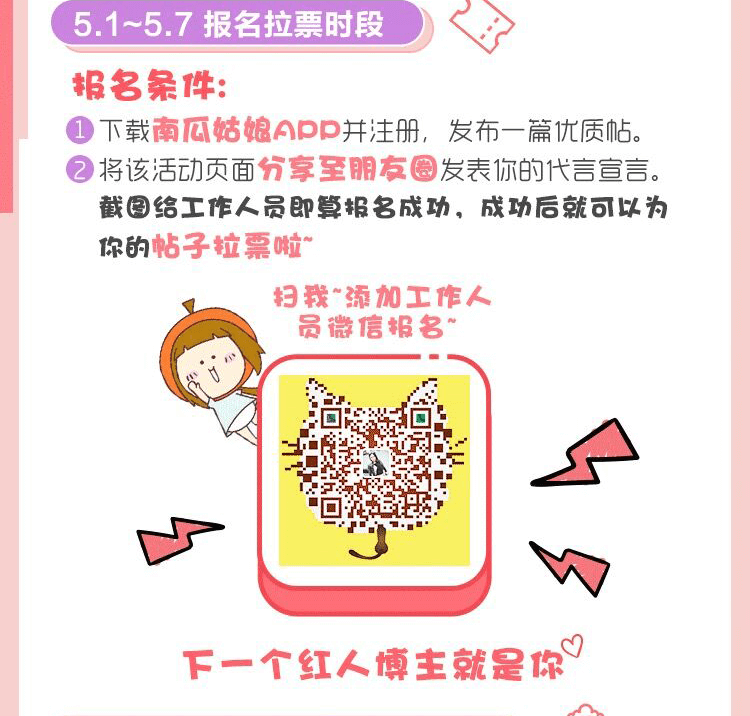 5.1~5.7 报名拉票时段
报名条件:
1 下载南瓜姑娘APP并注册，发布一篇优质帖。
2 将该活动页面分享至朋友圈发表你的代言宣言。
截图给工作人员即算报名成功，成功后就可以为
你的帖子拉票啦~
扫我~添加工作人
员微信报名~
下一个红人博主就是你